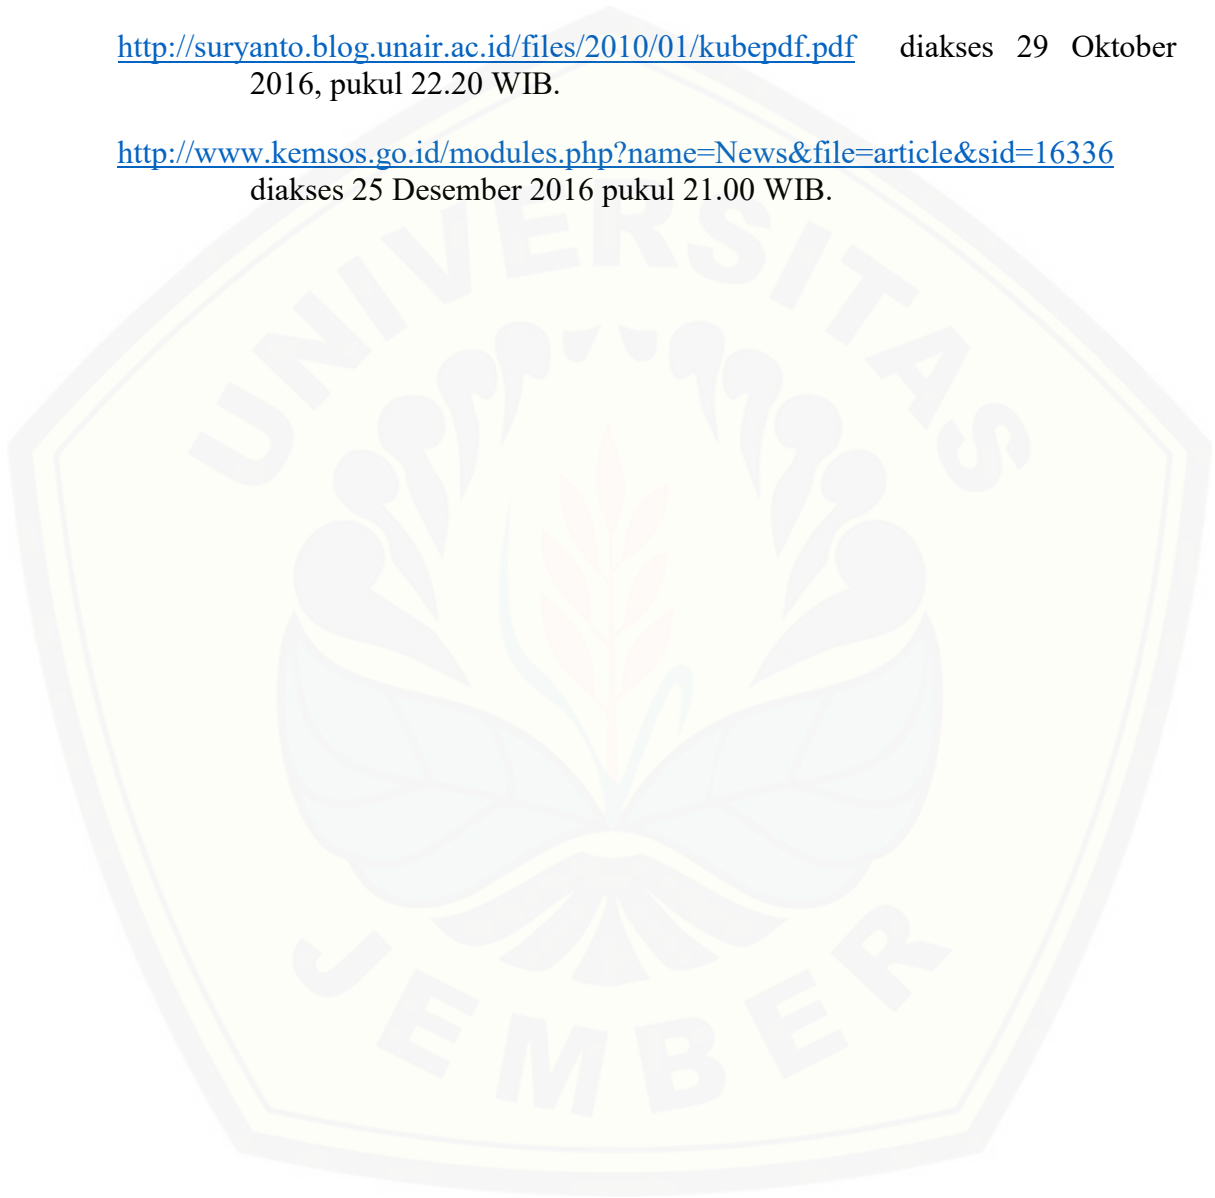 http://suryanto.blog.unair.ac.id/files/2010/01/kubepdf.pdf diakses 29 Oktober
2016, pukul 22.20 WIB.
http://www.kemsos.go.id/modules.php?name=News&file=article&sid=16336
diakses 25 Desember 2016 pukul 21.00 WIB.
UNIVERSITAS
JEMBER